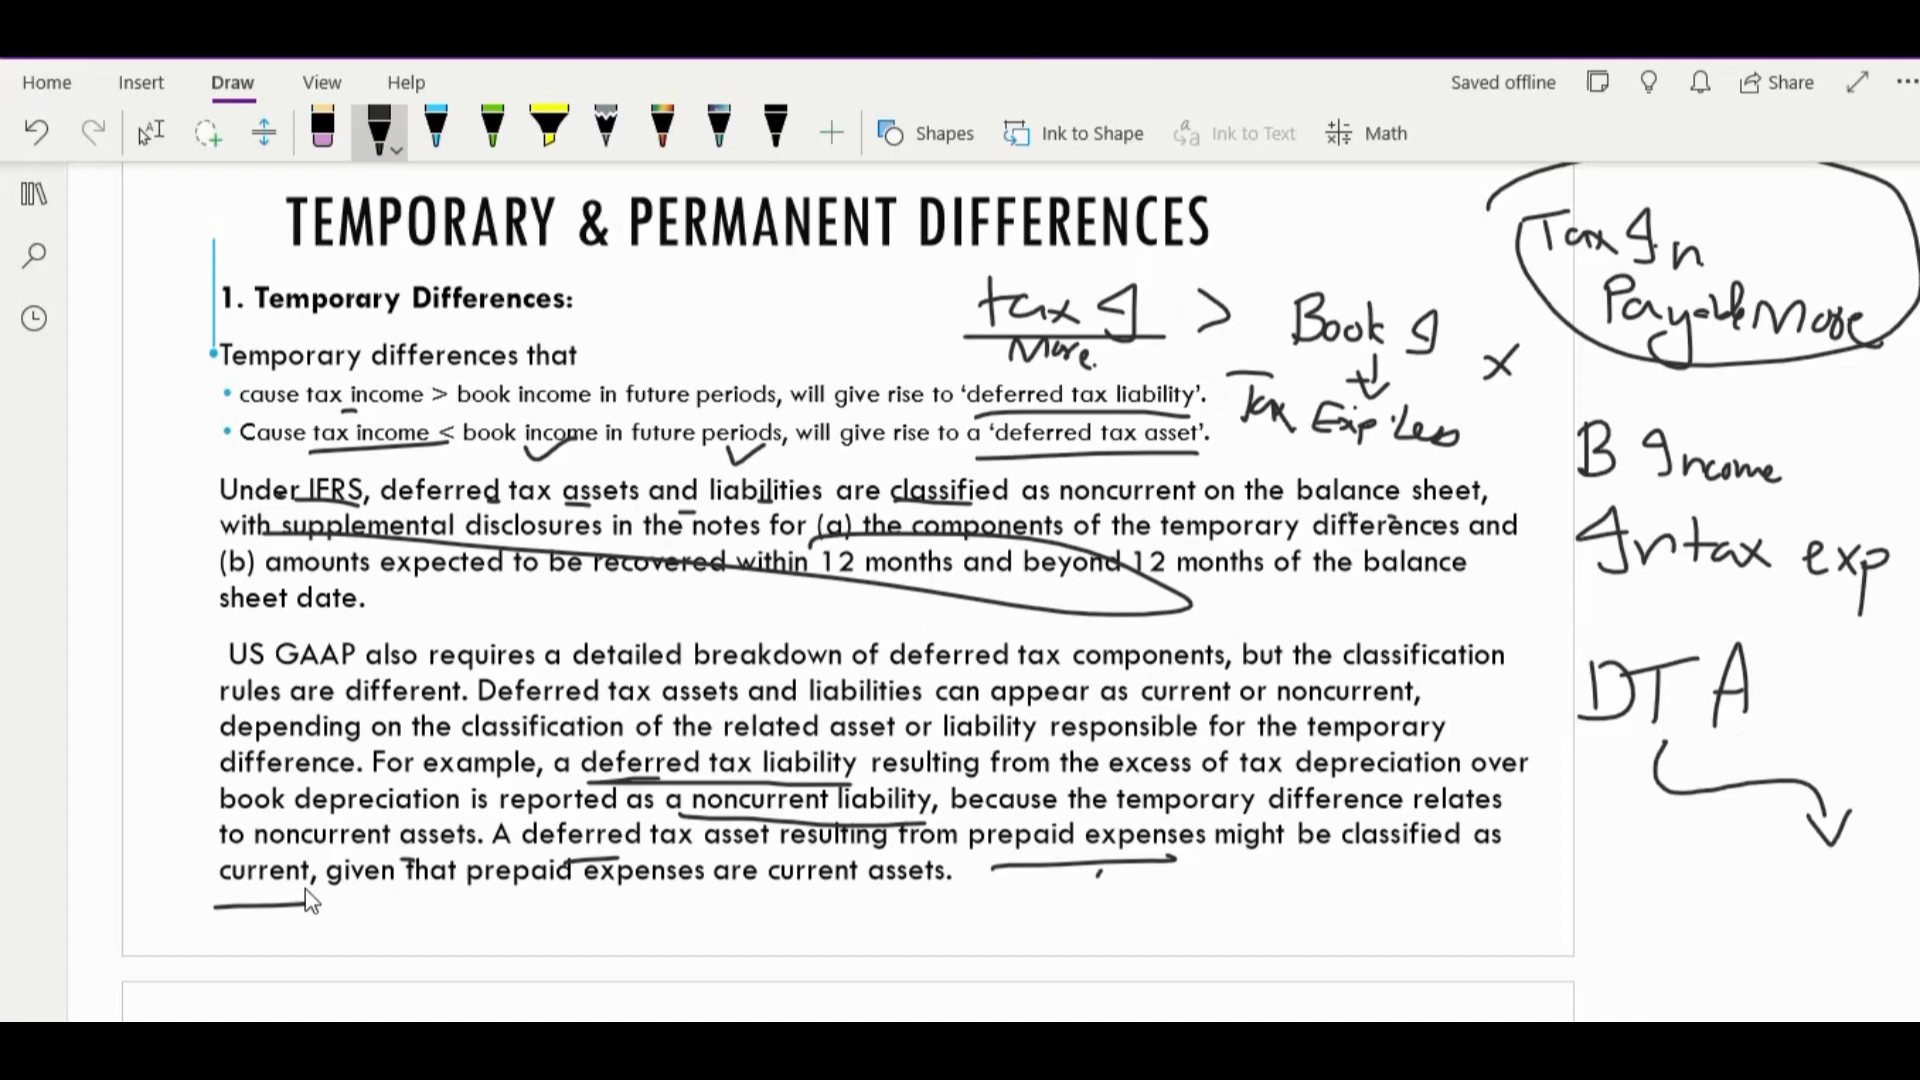 Home Insert Draw View Help Saved offline Share
Shapes Ink to Shape Ink to Text Math
TEMPORARY & PERMANENT DIFFERENCES
1. Temporary Differences:
•Temporary differences that
• cause tax income > book income in future periods, will give rise to ‘deferred tax liability’.
• Cause tax income < book income in future periods, will give rise to a ‘deferred tax asset’.
Under IFRS, deferred tax assets and liabilities are classified as noncurrent on the balance sheet,
with supplemental disclosures in the notes for (a) the components of the temporary differences and
(b) amounts expected to be recovered within 12 months and beyond 12 months of the balance
sheet date.
US GAAP also requires a detailed breakdown of deferred tax components, but the classification
rules are different. Deferred tax assets and liabilities can appear as current or noncurrent,
depending on the classification of the related asset or liability responsible for the temporary
difference. For example, a deferred tax liability resulting from the excess of tax depreciation over
book depreciation is reported as a noncurrent liability, because the temporary difference relates
to noncurrent assets. A deferred tax asset resulting from prepaid expenses might be classified as
current, given that prepaid expenses are current assets.
tax I > Book I
More.
Tax Exp. Less
x
Tax In
Payable More
B Income
In tax exp
DTA